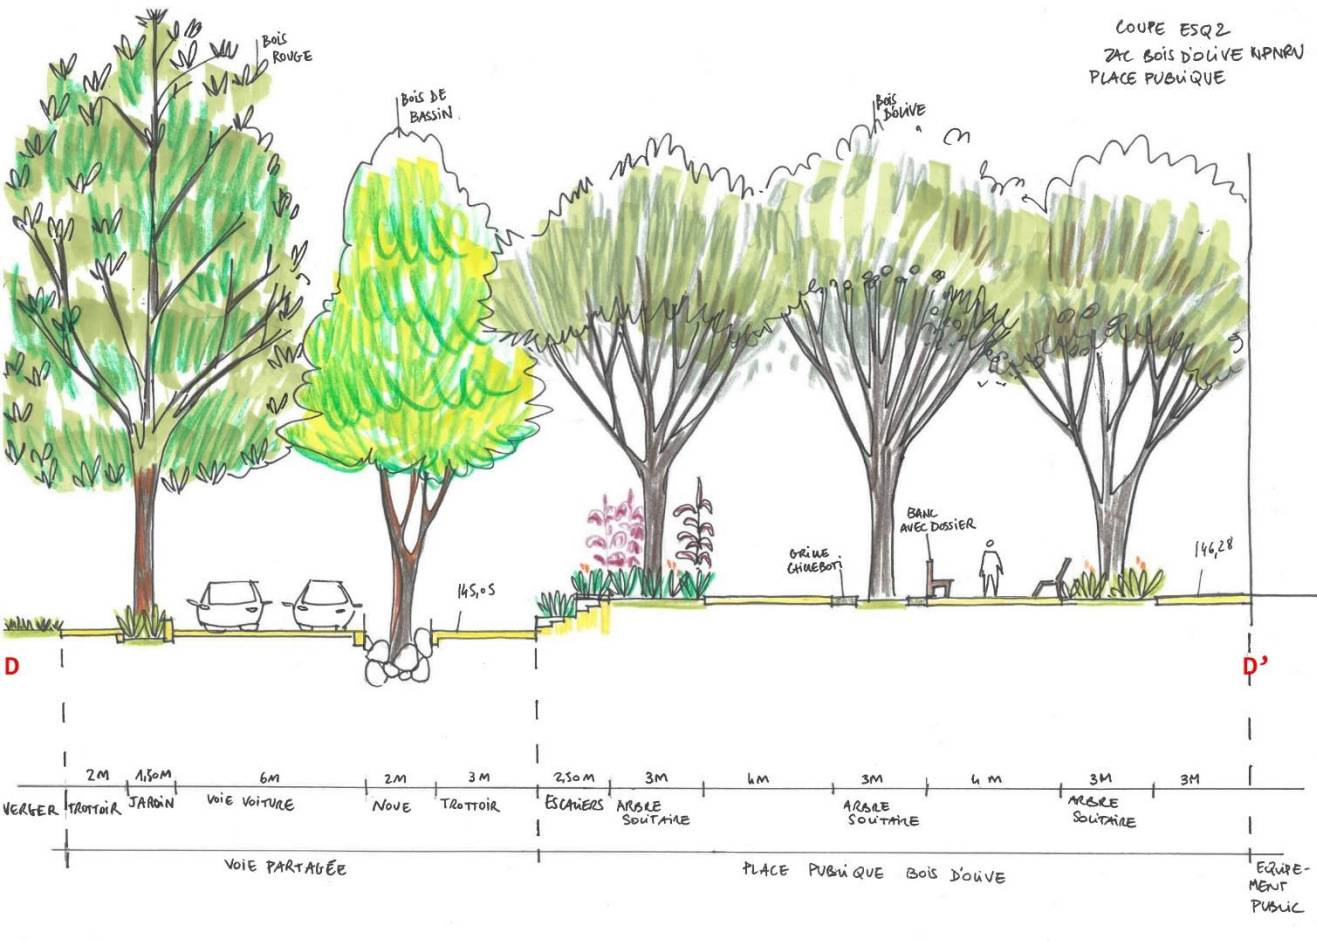 COUPE ESQ2
ZAC BOIS D'OLIVE NPNRU
PLACE PUBLIQUE
BOIS
ROUGE
BOIS DE
BASSIN
BOIS
D'OLIVE
BANC
AVEC DOSSIER
GRILLE
145,05
146,28
D
D'
2M
1,50M
6M
2M
3M
2,50M
3M
4M
3M
4M
3M
3M
VERGER
TROTTOIR
JARDIN
VOIE VOITURE
NOUE
TROTTOIR
ESCALIERS
ARBRE
SOLITAIRE
ARBRE
SOLITAIRE
ARBRE
SOLITAIRE
VOIE PARTAGÉE
PLACE PUBLIQUE BOIS D'OLIVE
EQUIPE-
MENT
PUBLIC